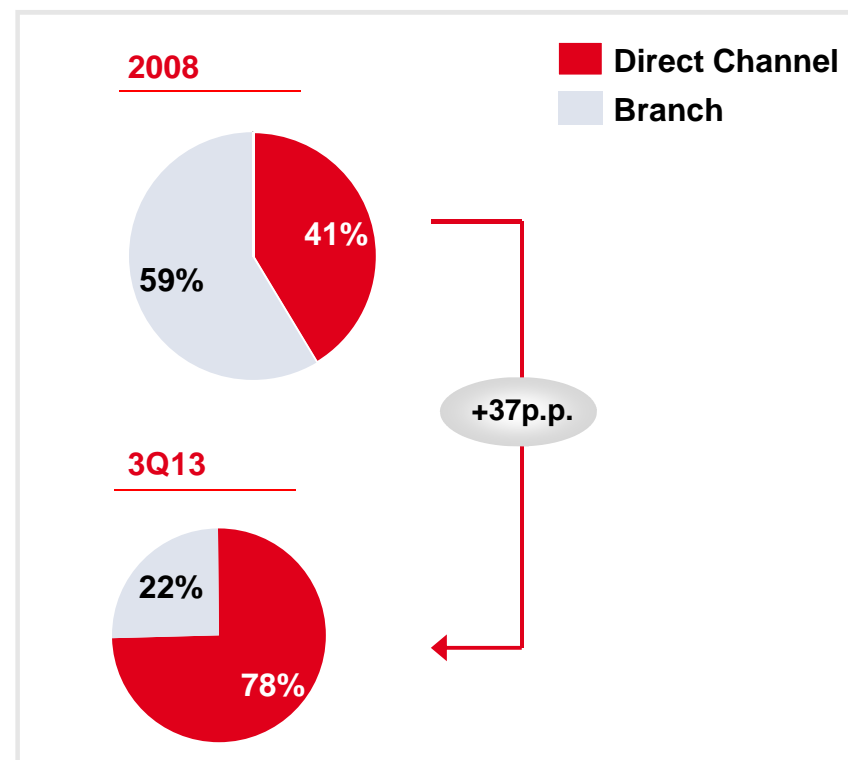 2008
Direct Channel
Branch
41%
59%
+37p.p.
3Q13
22%
78%